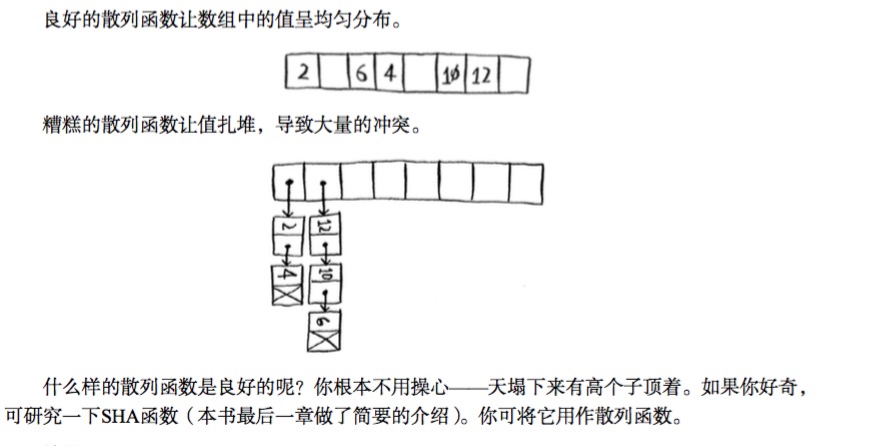 良好的散列函数让数组中的值呈均匀分布。
2 6 4 10 12
糟糕的散列函数让值扎堆，导致大量的冲突。
2 12
4 10
6
什么样的散列函数是良好的呢？你根本不用操心——天塌下来有高个子顶着。如果你好奇，
可研究一下SHA函数（本书最后一章做了简要的介绍）。你可将它用作散列函数。